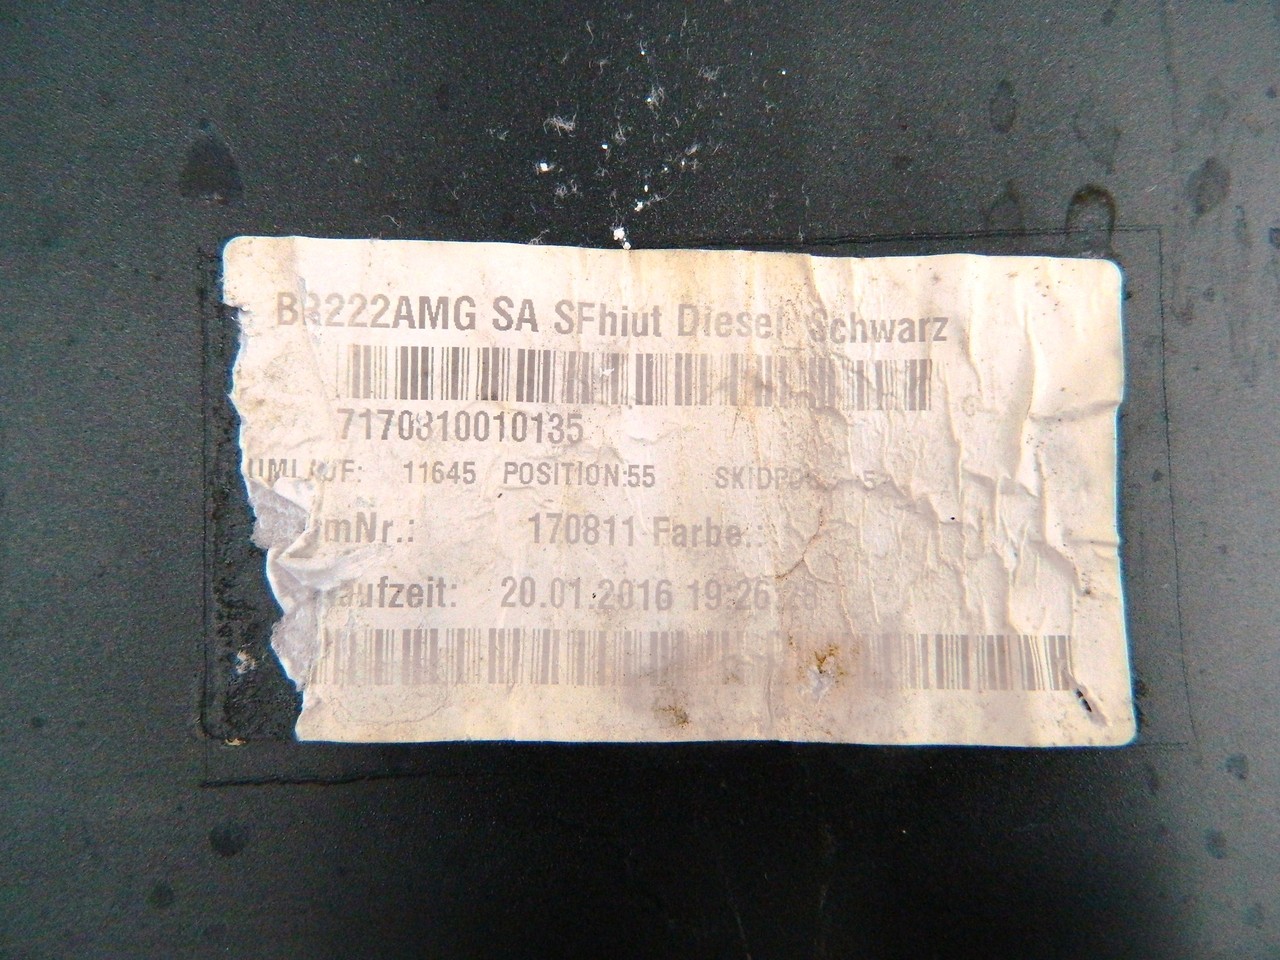 BR222AMG SA SFhiut Diesel Schwarz
7170810010135
UMLAUF: 11645 POSITION:55
170811 Farbe.:
20.01.2016